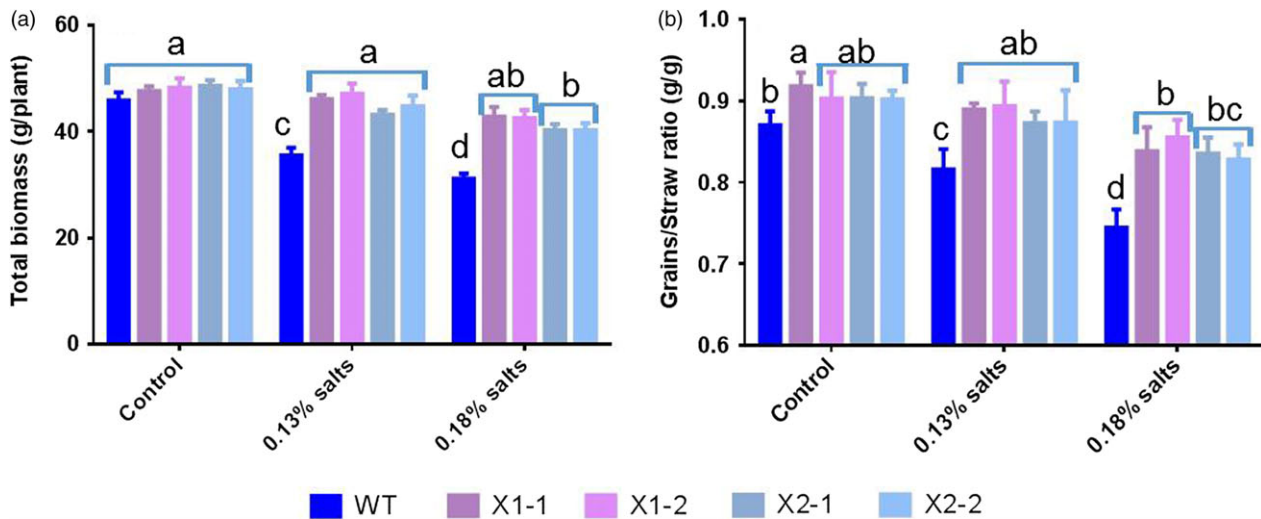 (a)
Total biomass (g/plant)
60
40
20
0
a
a
c
ab
b
d
Control
0.13% salts
0.18% salts
(b)
Grains/Straw ratio (g/g)
1.0
0.9
0.8
0.7
0.6
b
a
ab
c
ab
d
b
bc
Control
0.13% salts
0.18% salts
WT X1-1 X1-2 X2-1 X2-2